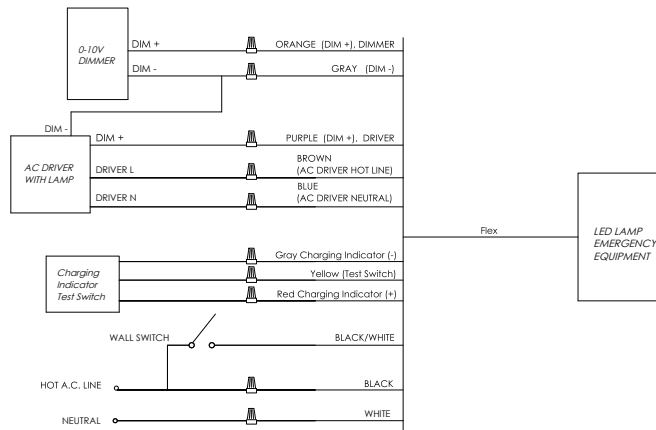 0-10V
DIMMER
DIM +
ORANGE (DIM +), DIMMER
DIM -
GRAY (DIM -)
DIM -
AC DRIVER
WITH LAMP
DIM +
PURPLE (DIM +), DRIVER
DRIVER L
BROWN
(AC DRIVER HOT LINE)
DRIVER N
BLUE
(AC DRIVER NEUTRAL)
Flex
LED LAMP
EMERGENCY
EQUIPMENT
Charging
Indicator
Test Switch
Gray Charging Indicator (-)
Yellow (Test Switch)
Red Charging Indicator (+)
WALL SWITCH
BLACK/WHITE
HOT A.C. LINE
BLACK
NEUTRAL
WHITE